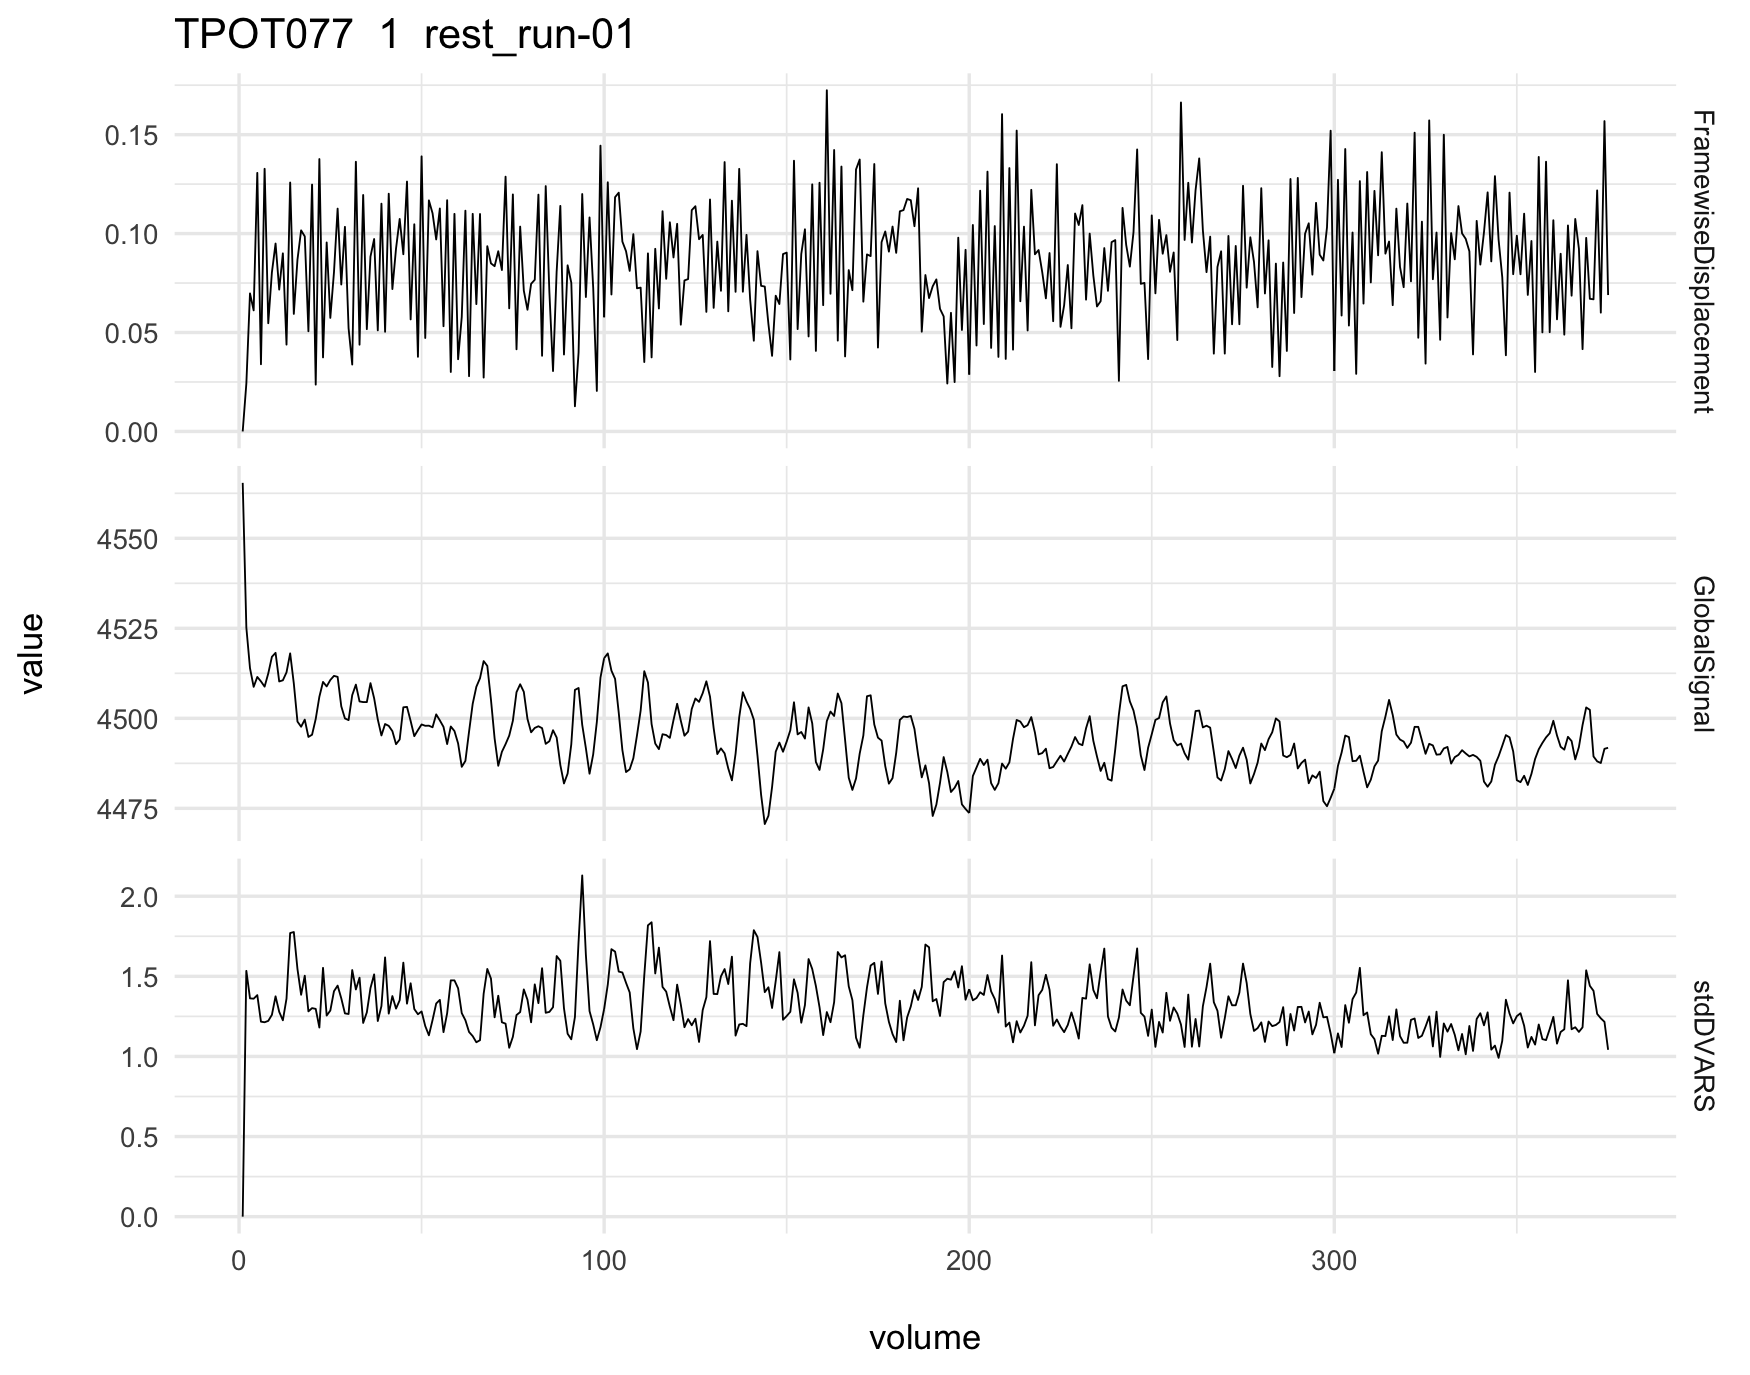 TPOT077 1 rest_run-01
0.15
0.10
0.05
0.00
FramewiseDisplacement
4550
4525
4500
4475
GlobalSignal
value
2.0
1.5
1.0
0.5
0.0
stdDVARS
0 100 200 300
volume